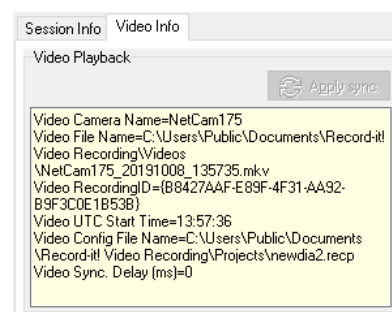 Session Info Video Info
Video Playback
Apply sync.
Video Camera Name=NetCam175
Video File Name=C:\Users\Public\Documents\Record-it!
Video Recording\Videos
\NetCam175_20191008_135735.mkv
Video RecordingID={B8427AAF-E89F-4F31-AA92-
B9F3C0E1B53B}
Video UTC Start Time=13:57:36
Video Config File Name=C:\Users\Public\Documents
\Record-it! Video Recording\Projects\newdia2.recp
Video Sync. Delay (ms)=0